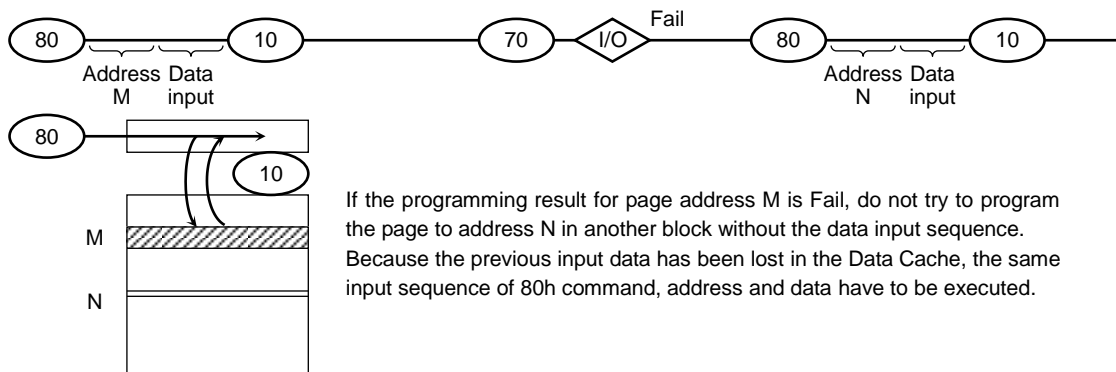 Fail
80 10 70 I/O 80 10
Address Data Address Data
M input N input
80
10
If the programming result for page address M is Fail, do not try to program
the page to address N in another block without the data input sequence.
M
Because the previous input data has been lost in the Data Cache, the same
input sequence of 80h command, address and data have to be executed.
N